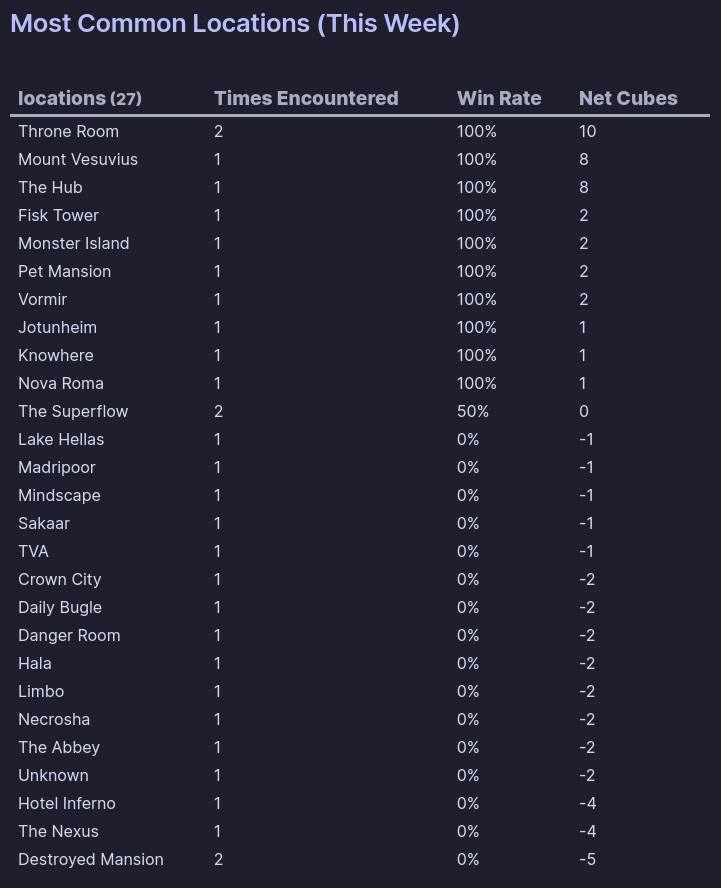 Most Common Locations (This Week)
locations (27) Times Encountered Win Rate Net Cubes
Throne Room 2 100% 10
Mount Vesuvius 1 100% 8
The Hub 1 100% 8
Fisk Tower 1 100% 2
Monster Island 1 100% 2
Pet Mansion 1 100% 2
Vormir 1 100% 2
Jotunheim 1 100% 1
Knowhere 1 100% 1
Nova Roma 1 100% 1
The Superflow 2 50% 0
Lake Hellas 1 0% -1
Madripoor 1 0% -1
Mindscape 1 0% -1
Sakaar 1 0% -1
TVA 1 0% -1
Crown City 1 0% -2
Daily Bugle 1 0% -2
Danger Room 1 0% -2
Hala 1 0% -2
Limbo 1 0% -2
Necrosha 1 0% -2
The Abbey 1 0% -2
Unknown 1 0% -2
Hotel Inferno 1 0% -4
The Nexus 1 0% -4
Destroyed Mansion 2 0% -5